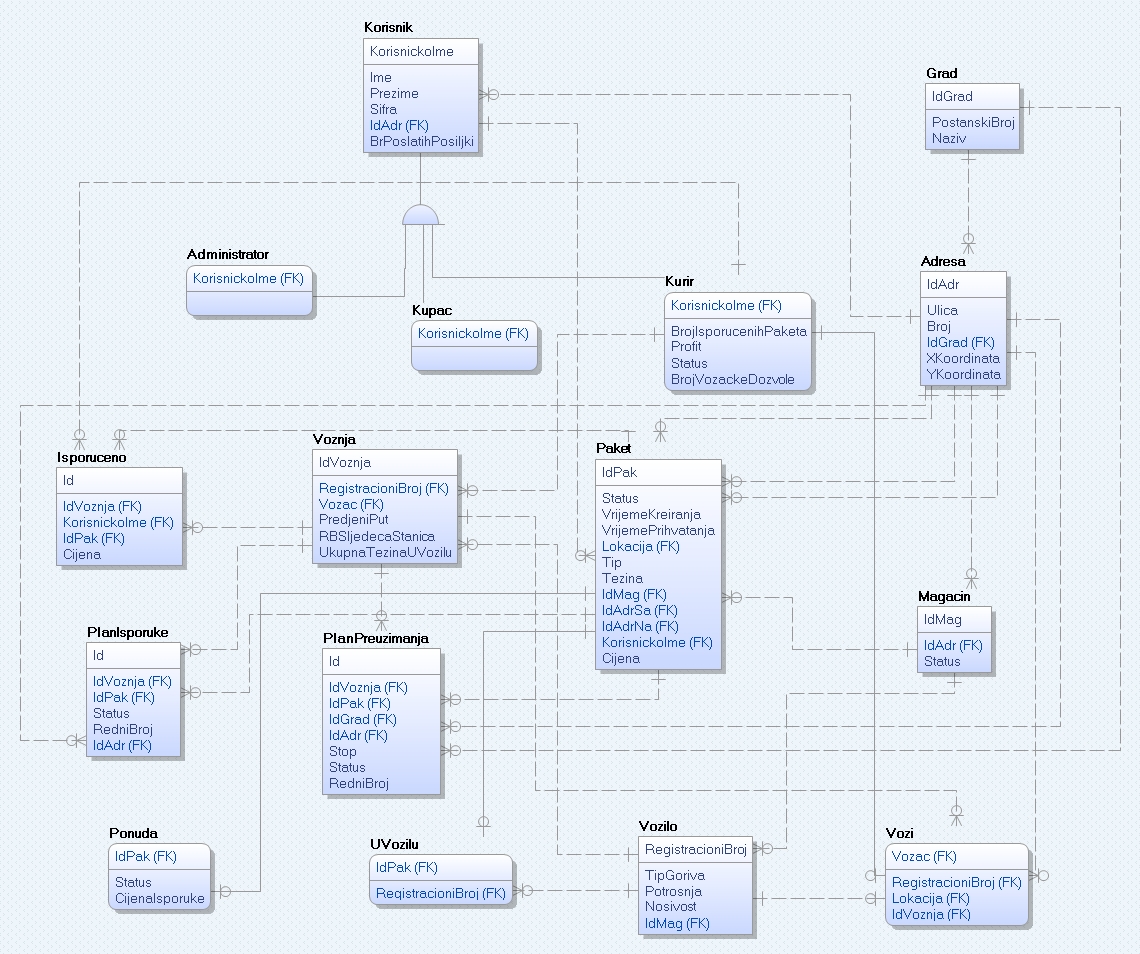 Korisnik
KorisnickoIme
Ime
Prezime
Sifra
IdAdr (FK)
BrPoslatihPosiljki
Grad
IdGrad
PostanskiBroj
Naziv
Administrator
KorisnickoIme (FK)
Kupac
KorisnickoIme (FK)
Kurir
KorisnickoIme (FK)
BrojIsporucenihPaketa
Profit
Status
BrojVozackeDozvole
Adresa
IdAdr
Ulica
Broj
IdGrad (FK)
XKoordinata
YKoordinata
Isporuceno
Id
IdVoznja (FK)
KorisnickoIme (FK)
IdPak (FK)
Cijena
Voznja
IdVoznja
RegistracioniBroj (FK)
Vozac (FK)
PredjeniPut
RBSljedecaStanica
UkupnaTezinaUVozilu
Paket
IdPak
Status
VrijemeKreiranja
VrijemePrihvatanja
Lokacija (FK)
Tip
Tezina
IdMag (FK)
IdAdrSa (FK)
IdAdrNa (FK)
KorisnickoIme (FK)
Cijena
Magacin
IdMag
IdAdr (FK)
Status
PlanIsporuke
Id
IdVoznja (FK)
IdPak (FK)
Status
RedniBroj
IdAdr (FK)
PlanPreuzimanja
Id
IdVoznja (FK)
IdPak (FK)
IdGrad (FK)
IdAdr (FK)
Stop
Status
RedniBroj
Ponuda
IdPak (FK)
Status
CijenaIsporuke
UVozilu
IdPak (FK)
RegistracioniBroj (FK)
Vozilo
RegistracioniBroj
TipGoriva
Potrosnja
Nosivost
IdMag (FK)
Vozi
Vozac (FK)
RegistracioniBroj (FK)
Lokacija (FK)
IdVoznja (FK)